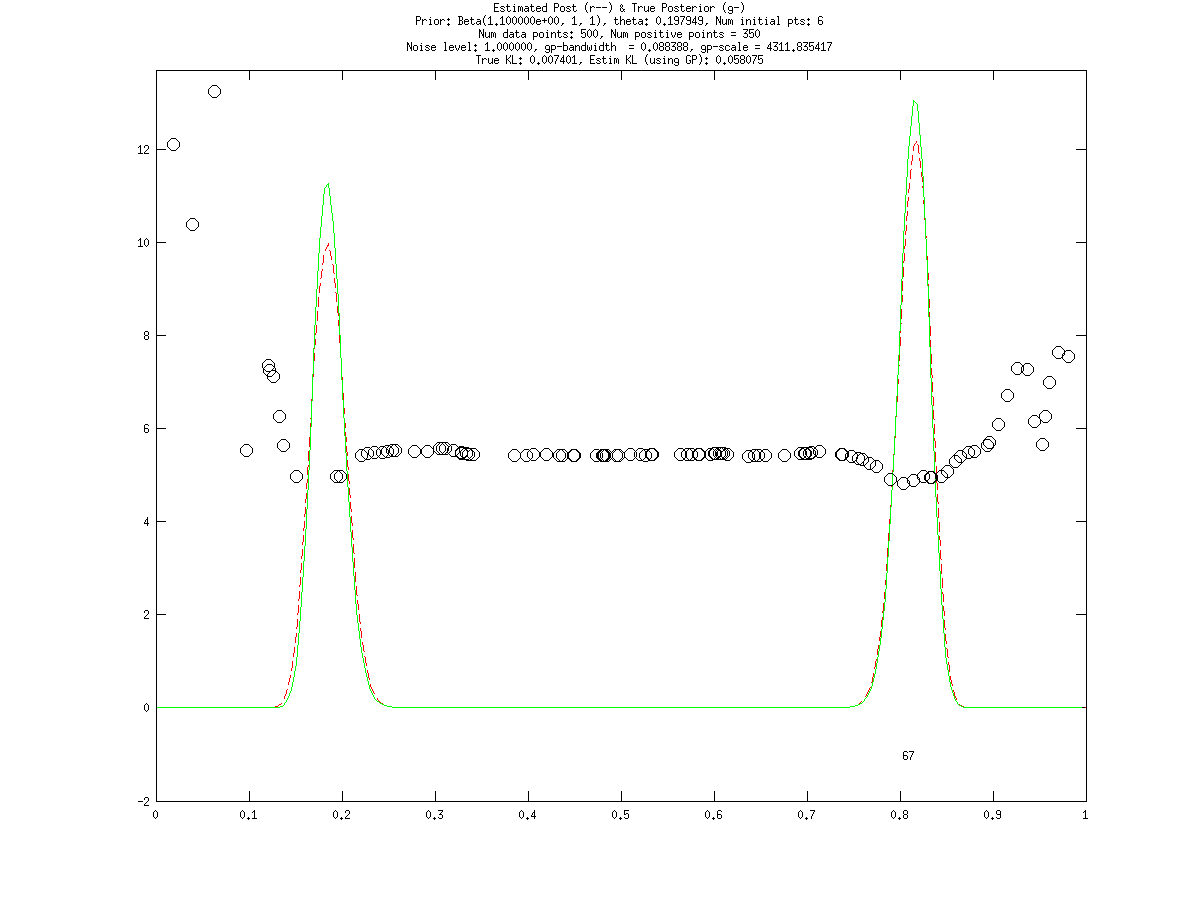 Estimated Post (r--) & True Posterior (g-)
Prior: Beta(1.100000e+00, 1, 1), theta: 0.197949, Num initial pts: 6
Num data points: 500, Num positive points = 350
Noise level: 1.000000, gp-bandwidth  = 0.088388, gp-scale = 4311.835417
True KL: 0.007401, Estim KL (using GP): 0.058075
12
10
8
6
4
2
0
67
-2
0 0.1 0.2 0.3 0.4 0.5 0.6 0.7 0.8 0.9 1